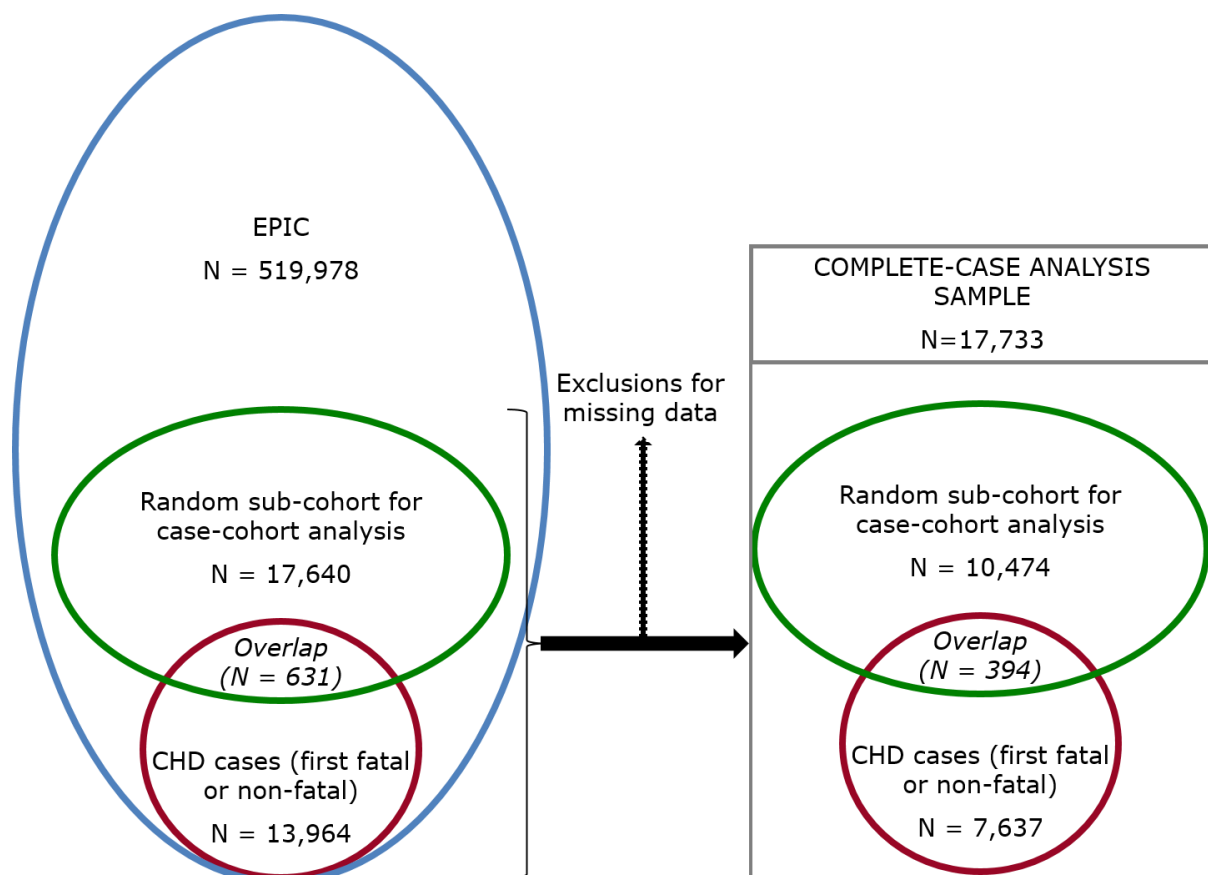 EPIC
N = 519,978
Random sub-cohort for
case-cohort analysis
N = 17,640
Overlap
(N = 631)
CHD cases (first fatal
or non-fatal)
N = 13,964
Exclusions for
missing data
COMPLETE-CASE ANALYSIS
SAMPLE
N=17,733
Random sub-cohort for
case-cohort analysis
N = 10,474
Overlap
(N = 394)
CHD cases (first fatal
or non-fatal)
N = 7,637